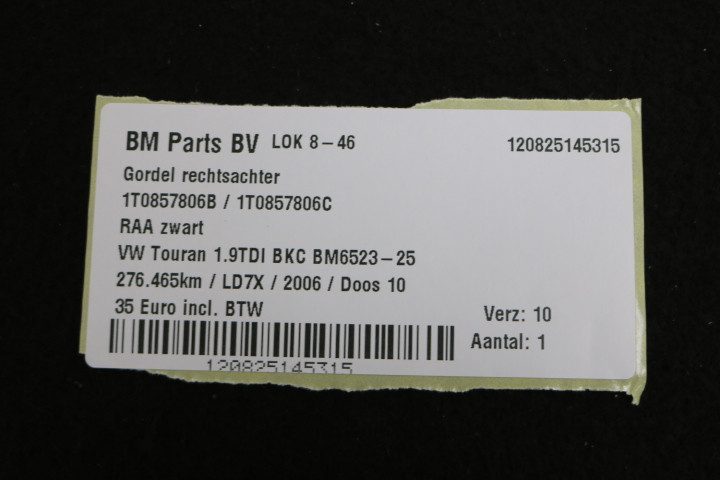 BM Parts BV LOK 8-46 120825145315
Gordel rechtsachter
1T0857806B / 1T0857806C
RAA zwart
VW Touran 1.9TDI BKC BM6523-25
276.465km / LD7X / 2006 / Doos 10
35 Euro incl. BTW
Verz: 10
Aantal: 1
120825145315